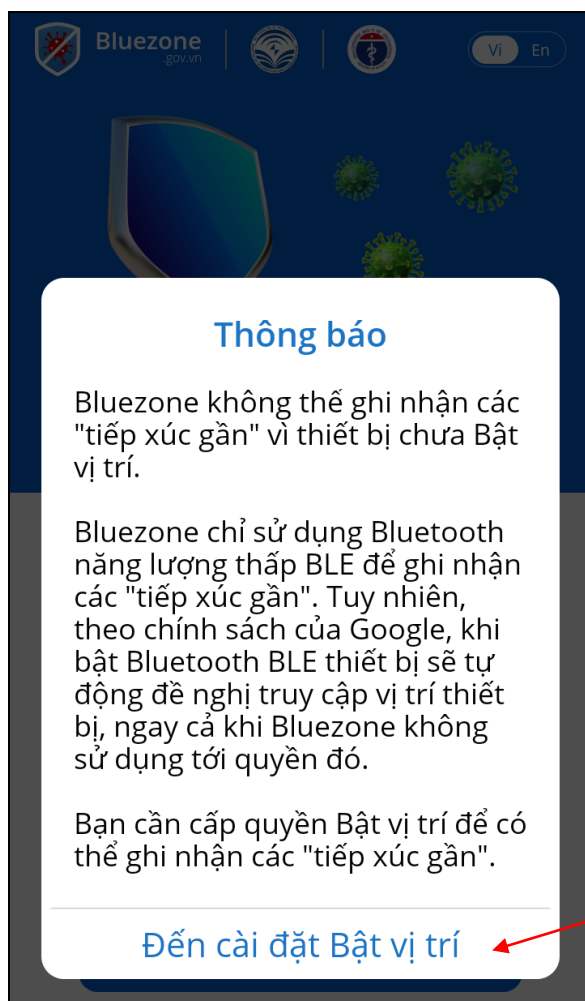 Bluezone
.gov.vn
Vi En
Thông báo
Bluezone không thể ghi nhận các
"tiếp xúc gần" vì thiết bị chưa Bật
vị trí.
Bluezone chỉ sử dụng Bluetooth
năng lượng thấp BLE để ghi nhận
các "tiếp xúc gần". Tuy nhiên,
theo chính sách của Google, khi
bật Bluetooth BLE thiết bị sẽ tự
động đề nghị truy cập vị trí thiết
bị, ngay cả khi Bluezone không
sử dụng tới quyền đó.
Bạn cần cấp quyền Bật vị trí để có
thể ghi nhận các "tiếp xúc gần".
Đến cài đặt Bật vị trí